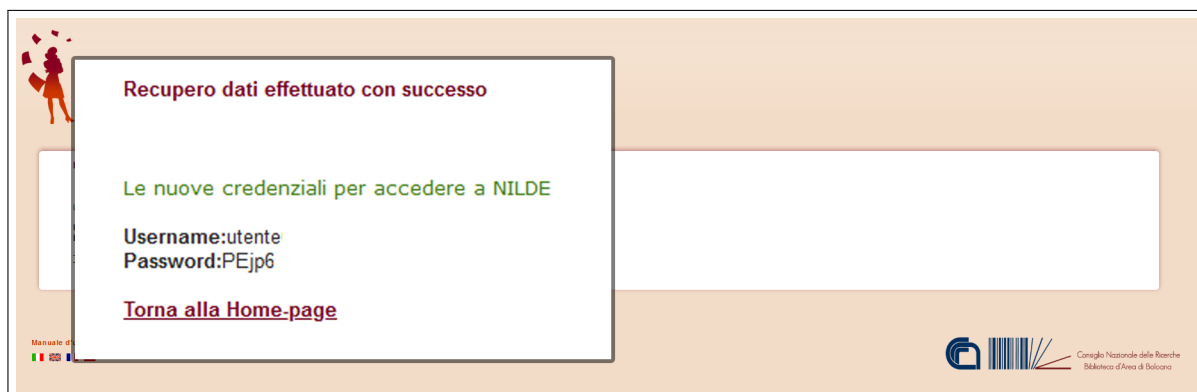 Recupero dati effettuato con successo
Le nuove credenziali per accedere a NILDE
Username:utente
Password:PEjp6
Torna alla Home-page
Manuale d'
Consiglio Nazionale delle Ricerche
Biblioteca d'Area di Bologna